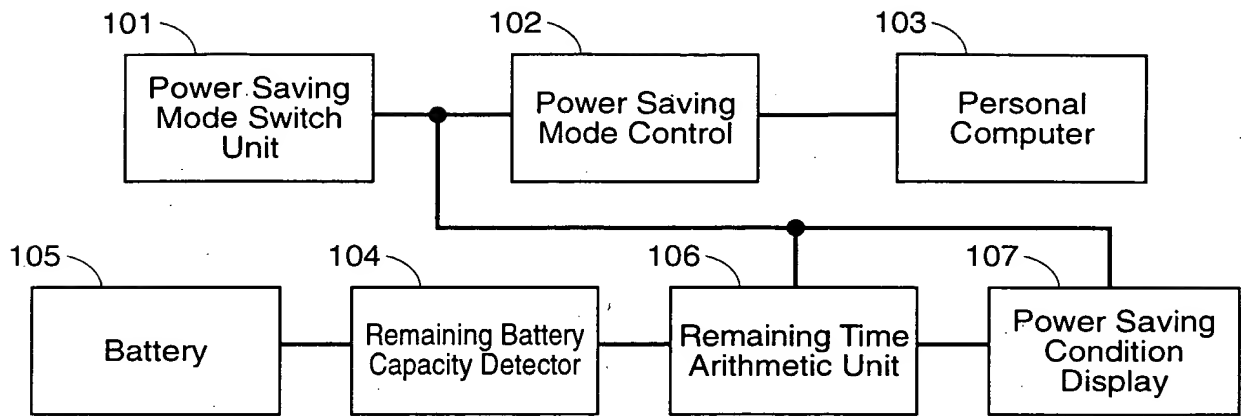 101
Power Saving
Mode Switch
Unit
102
Power Saving
Mode Control
103
Personal
Computer
105
Battery
104
Remaining Battery
Capacity Detector
106
Remaining Time
Arithmetic Unit
107
Power Saving
Condition
Display